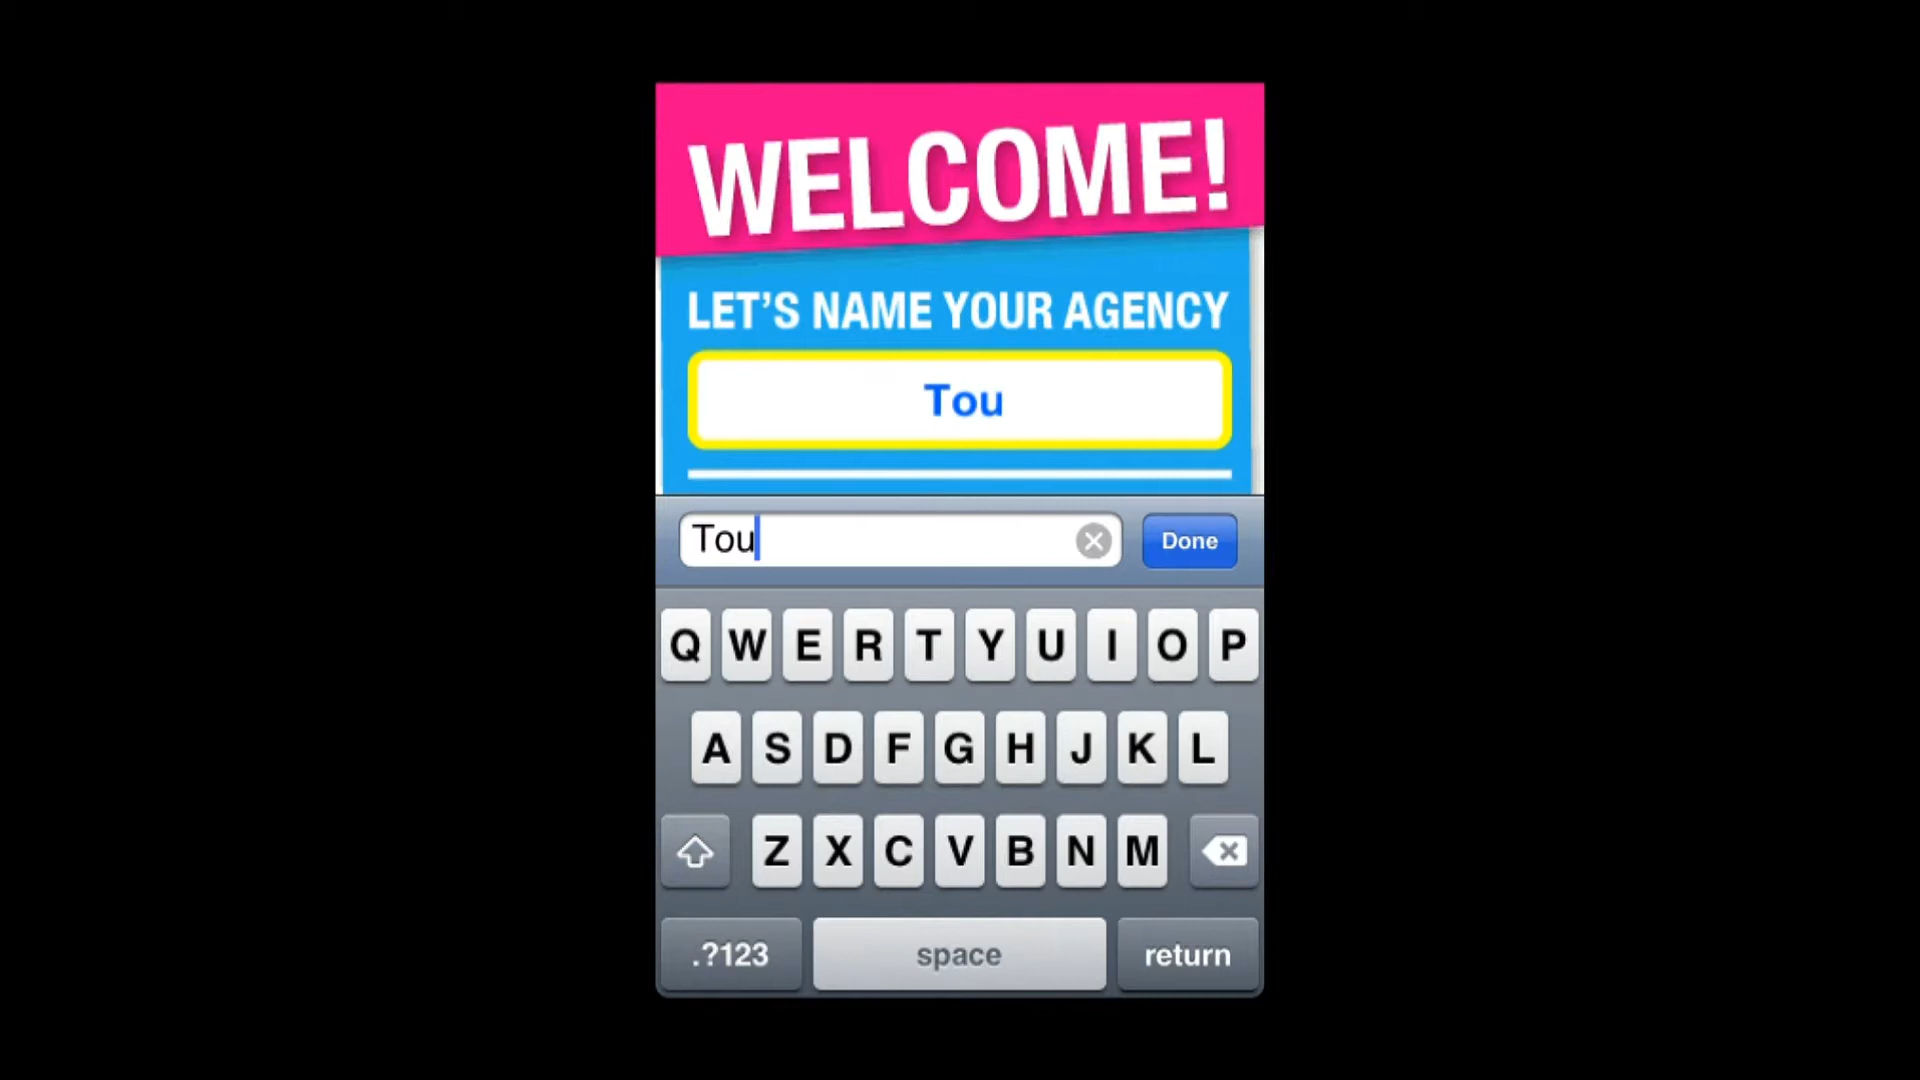 WELCOME!
LET'S NAME YOUR AGENCY
Tou
Tou Done
Q W E R T Y U I O P
A S D F G H J K L
Z X C V B N M
.?123 space return